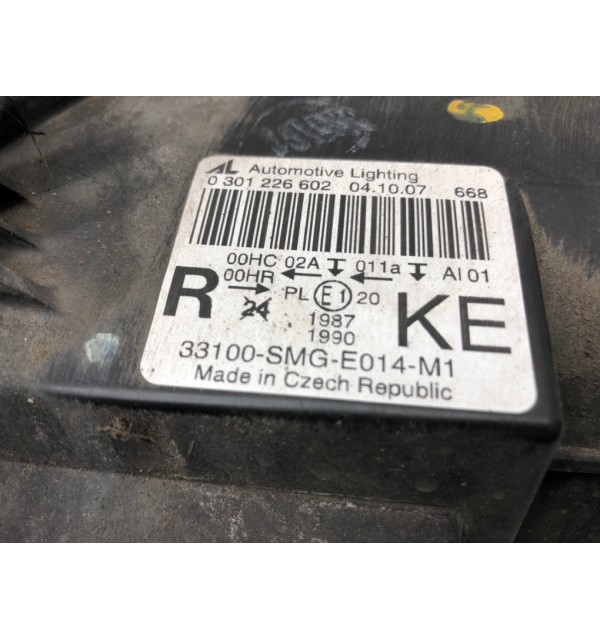 AL Automotive Lighting
0 301 226 602 04.10.07 668
00HC 02A 011a AI 01
00HR
R PL E1 20 KE
24
1987
1990
33100-SMG-E014-M1
Made in Czech Republic